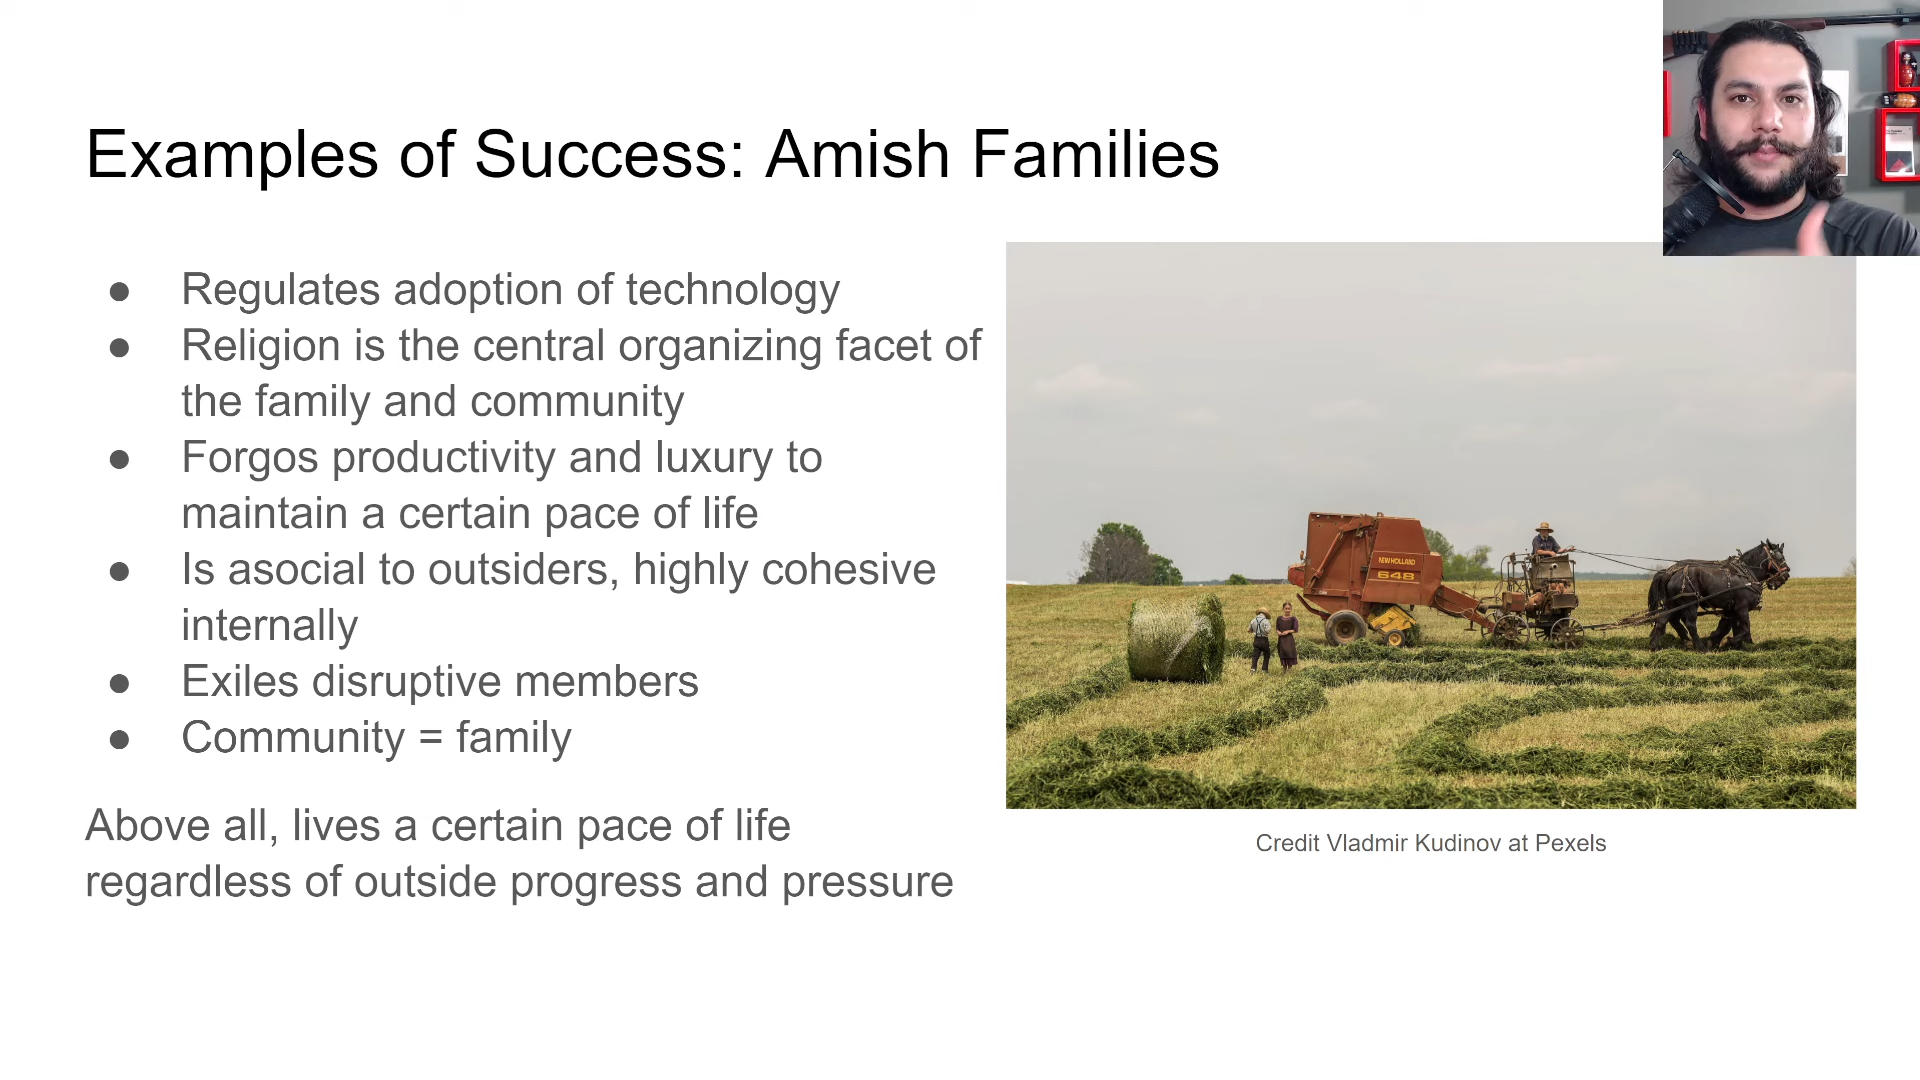 Examples of Success: Amish Families
● Regulates adoption of technology
● Religion is the central organizing facet of
the family and community
● Forgos productivity and luxury to
maintain a certain pace of life
● Is asocial to outsiders, highly cohesive
internally
● Exiles disruptive members
● Community = family
Above all, lives a certain pace of life
regardless of outside progress and pressure
NEW HOLLAND
648
Credit Vladmir Kudinov at Pexels